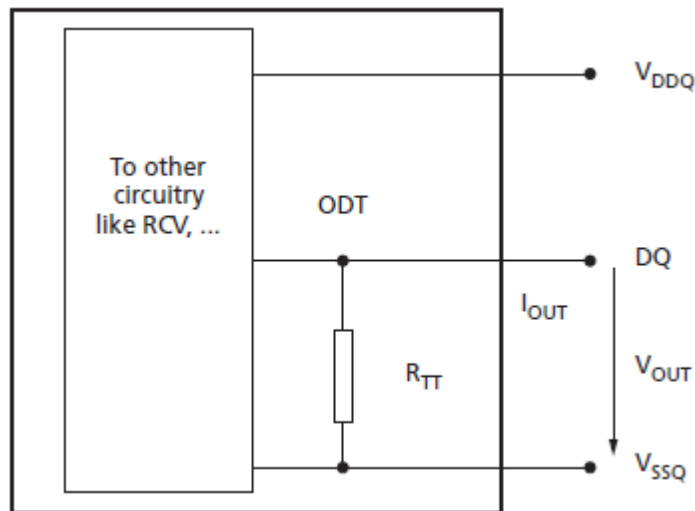 V_DDQ
To other
circuitry
like RCV, ...
ODT
DQ
I_OUT
R_TT
V_OUT
V_SSQ